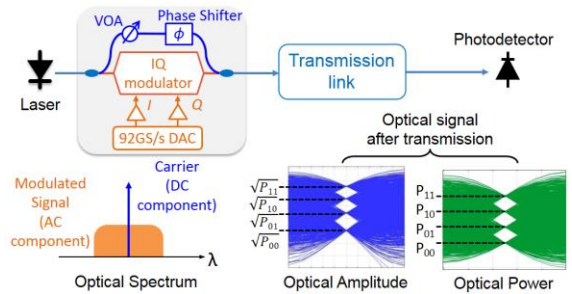 VOA
Phase Shifter
ϕ
IQ
modulator
Laser
I
Q
92GS/s DAC
Transmission
link
Photodetector
Optical signal
after transmission
Modulated
Signal
(AC
component)
Carrier
(DC
component)
λ
Optical Spectrum
√P₁₁
√P₁₀
√P₀₁
√P₀₀
Optical Amplitude
P₁₁
P₁₀
P₀₁
P₀₀
Optical Power